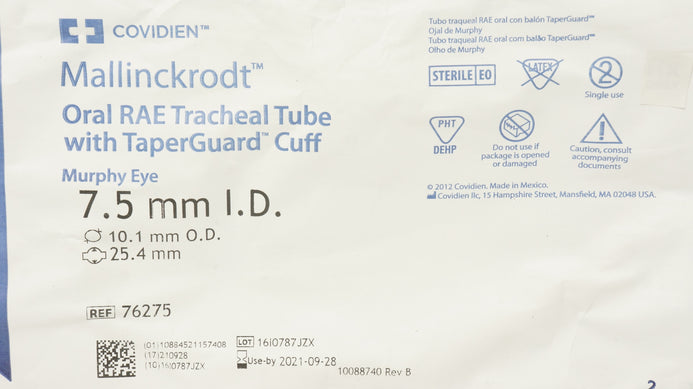 COVIDIEN™
Mallinckrodt™
Oral RAE Tracheal Tube
with TaperGuard™ Cuff
Murphy Eye
7.5 mm I.D.
10.1 mm O.D.
25.4 mm
REF 76275
(01)10884521157408
(17)210928
(10)16I0787JZX
LOT 16I0787JZX
Use-by 2021-09-28
10088740 Rev B
Tubo traqueal RAE oral con balón TaperGuard™
Ojal de Murphy
Tubo traqueal RAE oral com balão TaperGuard™
Olho de Murphy
STERILE EO
LATEX
2
Single use
PHT
DEHP
Do not use if
package is opened
or damaged
Caution, consult
accompanying
documents
© 2012 Covidien. Made in Mexico.
Covidien llc, 15 Hampshire Street, Mansfield, MA 02048 USA.